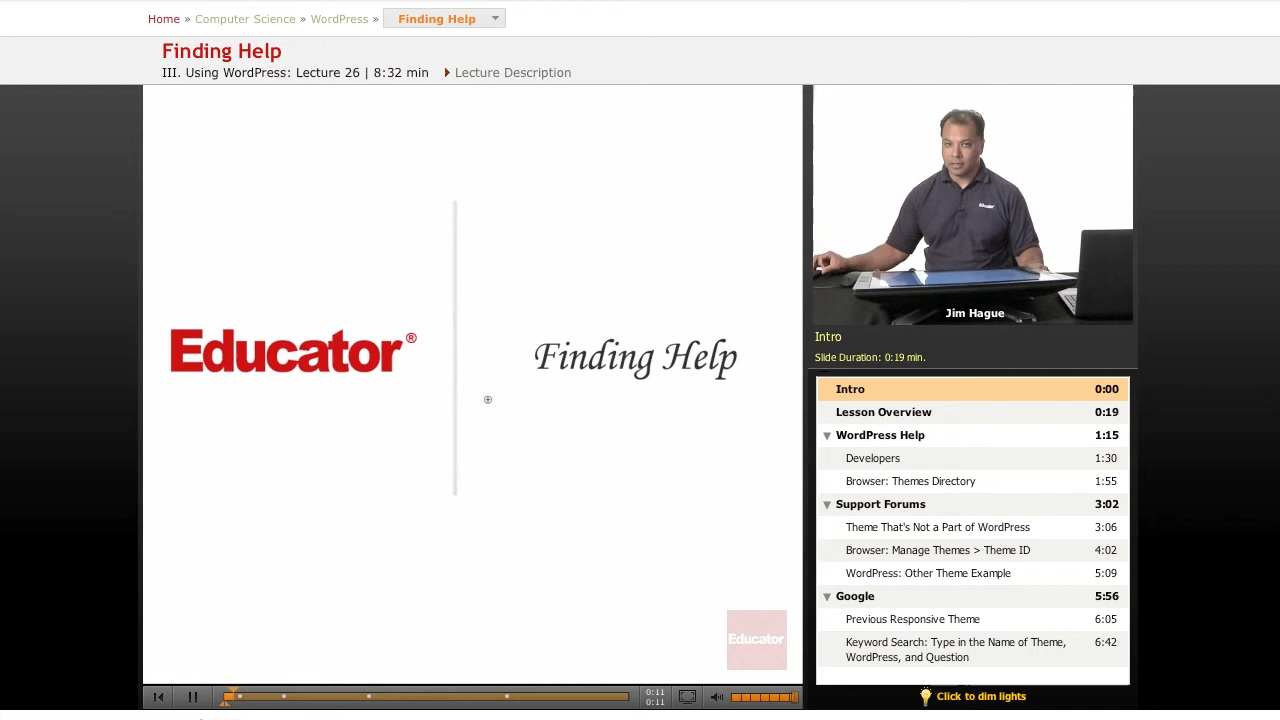 Home » Computer Science » WordPress » Finding Help
Finding Help
III. Using WordPress: Lecture 26 | 8:32 min Lecture Description
Educator®
Finding Help
Educator
0:11
0:11
Educator
Jim Hague
Intro
Slide Duration: 0:19 min.
Intro 0:00
Lesson Overview 0:19
WordPress Help 1:15
Developers 1:30
Browser: Themes Directory 1:55
Support Forums 3:02
Theme That's Not a Part of WordPress 3:06
Browser: Manage Themes > Theme ID 4:02
WordPress: Other Theme Example 5:09
Google 5:56
Previous Responsive Theme 6:05
Keyword Search: Type in the Name of Theme, 6:42
WordPress, and Question
Click to dim lights